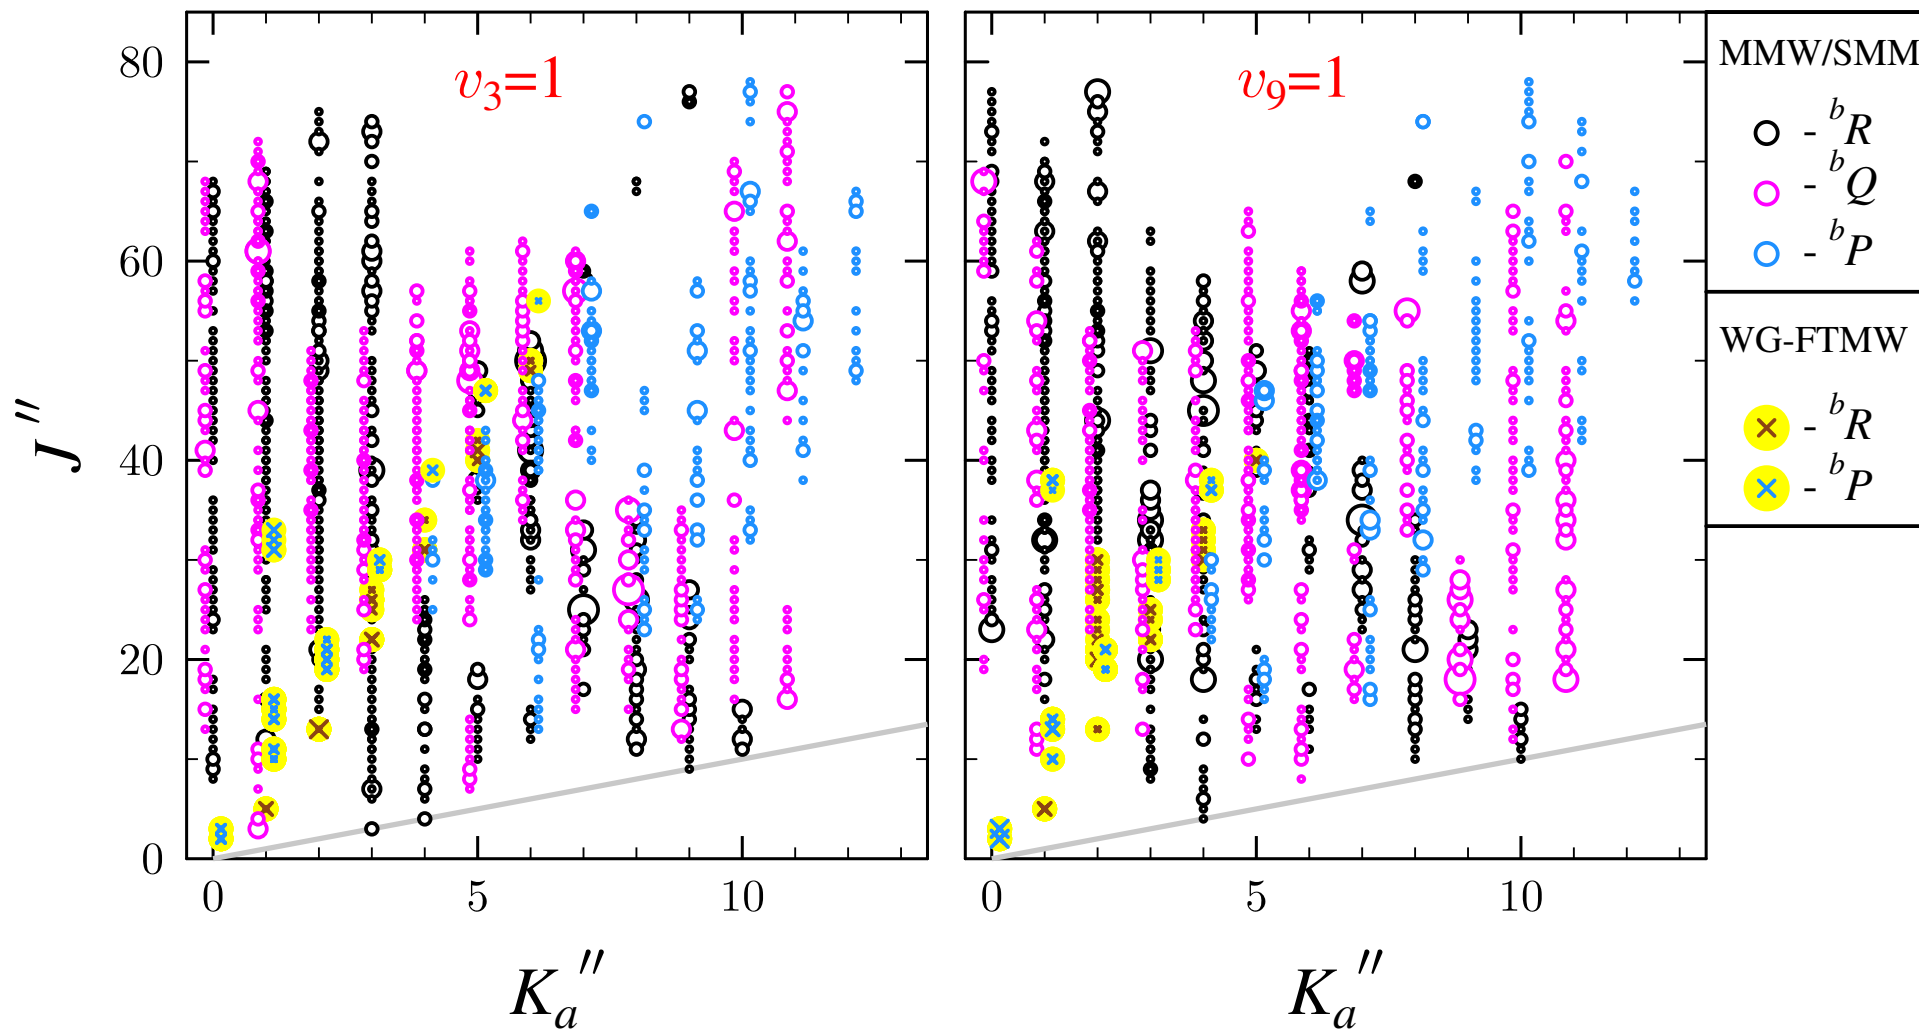 80
60
40
20
0
J″
v3=1
0
5
10
Ka″
v9=1
0
5
10
Ka″
MMW/SMM
- bR
- bQ
- bP
WG-FTMW
- bR
- bP